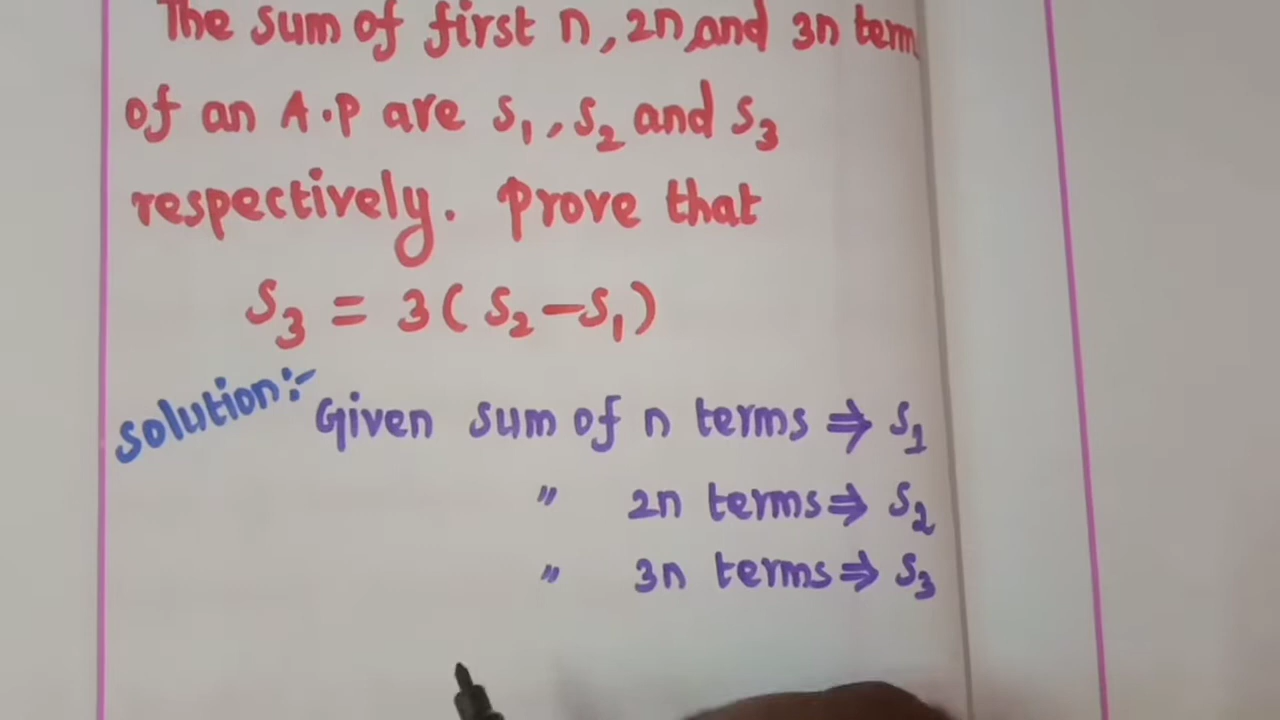 The sum of first n, 2n and 3n term
of an A.P are S₁, S₂ and S₃
respectively. Prove that
S₃ = 3(S₂-S₁)
Solution:- Given sum of n terms ⇒ S₁
" 2n terms ⇒ S₂
" 3n terms ⇒ S₃